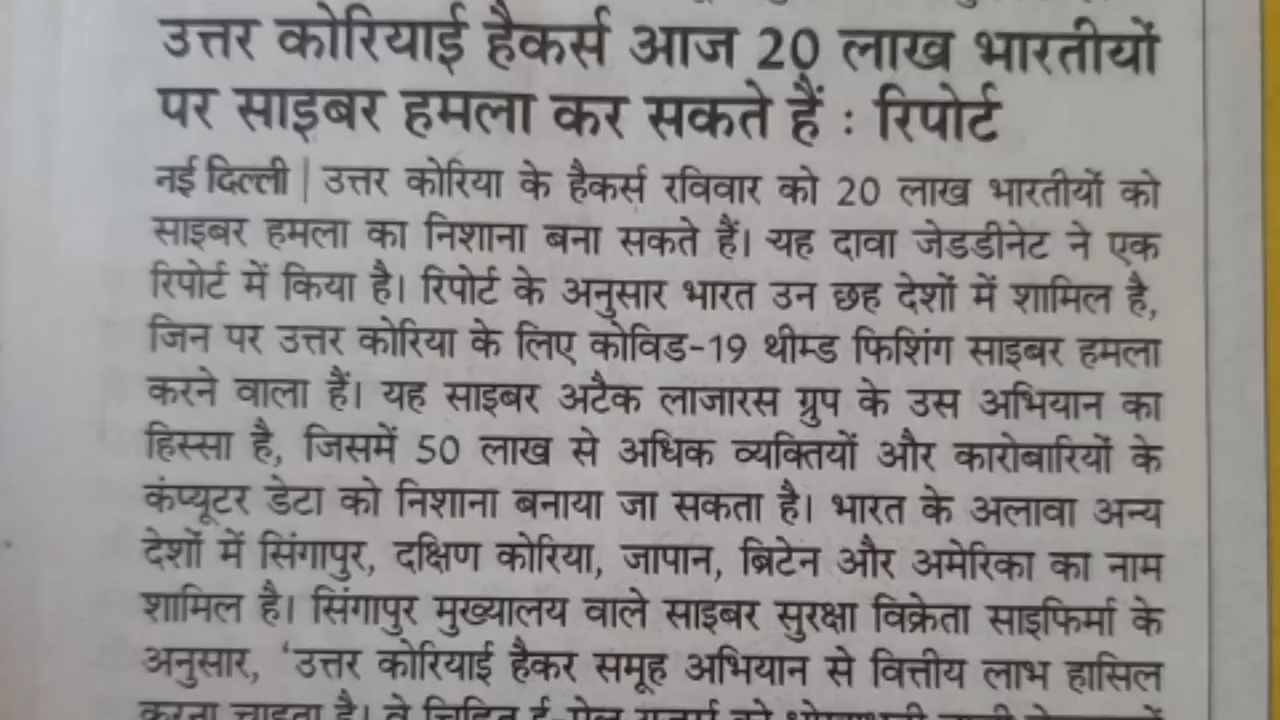 उत्तर कोरियाई हैकर्स आज 20 लाख भारतीयों
पर साइबर हमला कर सकते हैं : रिपोर्ट
नई दिल्ली | उत्तर कोरिया के हैकर्स रविवार को 20 लाख भारतीयों को
साइबर हमला का निशाना बना सकते हैं। यह दावा जेडडीनेट ने एक
रिपोर्ट में किया है। रिपोर्ट के अनुसार भारत उन छह देशों में शामिल है,
जिन पर उत्तर कोरिया के लिए कोविड-19 थीम्ड फिशिंग साइबर हमला
करने वाला हैं। यह साइबर अटैक लाजारस ग्रुप के उस अभियान का
हिस्सा है, जिसमें 50 लाख से अधिक व्यक्तियों और कारोबारियों के
कंप्यूटर डेटा को निशाना बनाया जा सकता है। भारत के अलावा अन्य
देशों में सिंगापुर, दक्षिण कोरिया, जापान, ब्रिटेन और अमेरिका का नाम
शामिल है। सिंगापुर मुख्यालय वाले साइबर सुरक्षा विक्रेता साइफिर्मा के
अनुसार, ‘उत्तर कोरियाई हैकर समूह अभियान से वित्तीय लाभ हासिल
करना चाहता है। वे चिह्नित ई-मेल